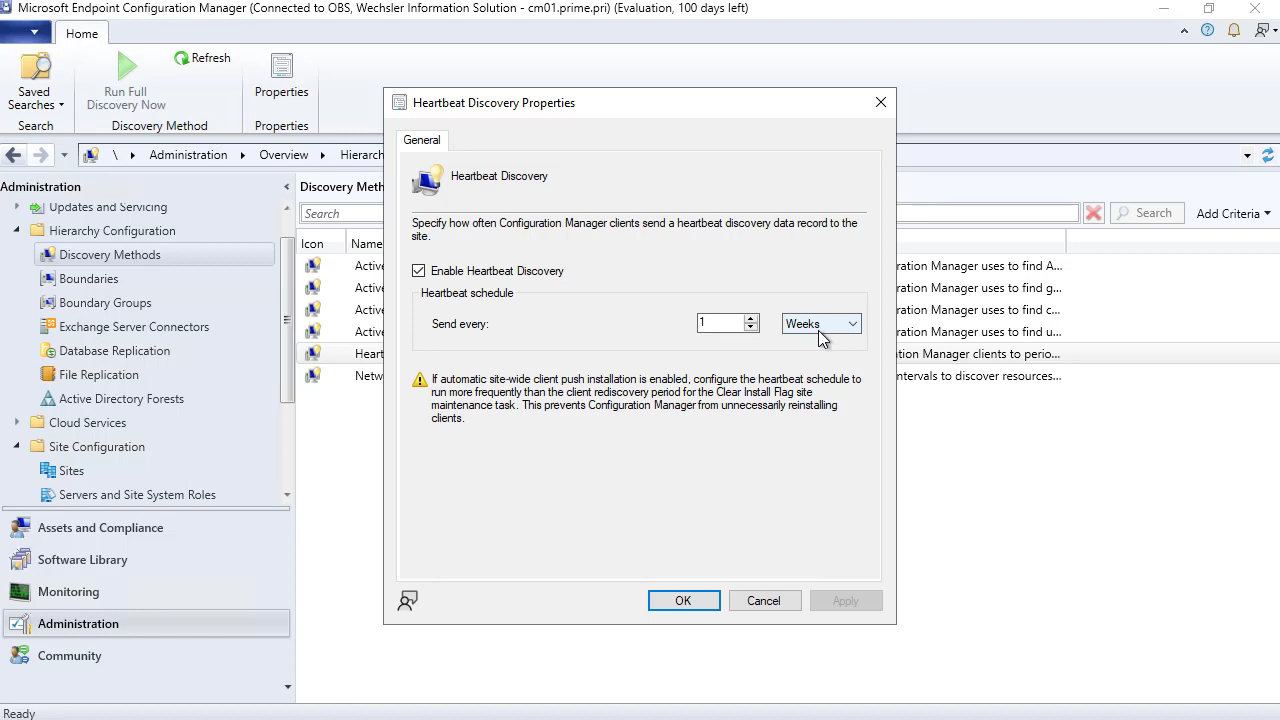 Microsoft Endpoint Configuration Manager (Connected to OBS, Wechsler Information Solution - cm01.prime.pri) (Evaluation, 100 days left)
Home
Saved
Searches
Search
Run Full
Discovery Now
Refresh
Discovery Method
Properties
Properties
\ Administration Overview Hierarch
Administration
Updates and Servicing
Hierarchy Configuration
Discovery Methods
Boundaries
Boundary Groups
Exchange Server Connectors
Database Replication
File Replication
Active Directory Forests
Cloud Services
Site Configuration
Sites
Servers and Site System Roles
Assets and Compliance
Software Library
Monitoring
Administration
Community
Discovery Meth
Search
Search
Add Criteria
Icon Name
Active
ration Manager uses to find A...
Active
ration Manager uses to find g...
Active
ration Manager uses to find c...
Active
ration Manager uses to find u...
Heart
ation Manager clients to perio...
Netw
intervals to discover resources...
Heartbeat Discovery Properties
General
Heartbeat Discovery
Specify how often Configuration Manager clients send a heartbeat discovery data record to the
site.
Enable Heartbeat Discovery
Heartbeat schedule
Send every: 1 Weeks
If automatic site-wide client push installation is enabled, configure the heartbeat schedule to
run more frequently than the client rediscovery period for the Clear Install Flag site
maintenance task. This prevents Configuration Manager from unnecessarily reinstalling
clients.
OK Cancel Apply
Ready